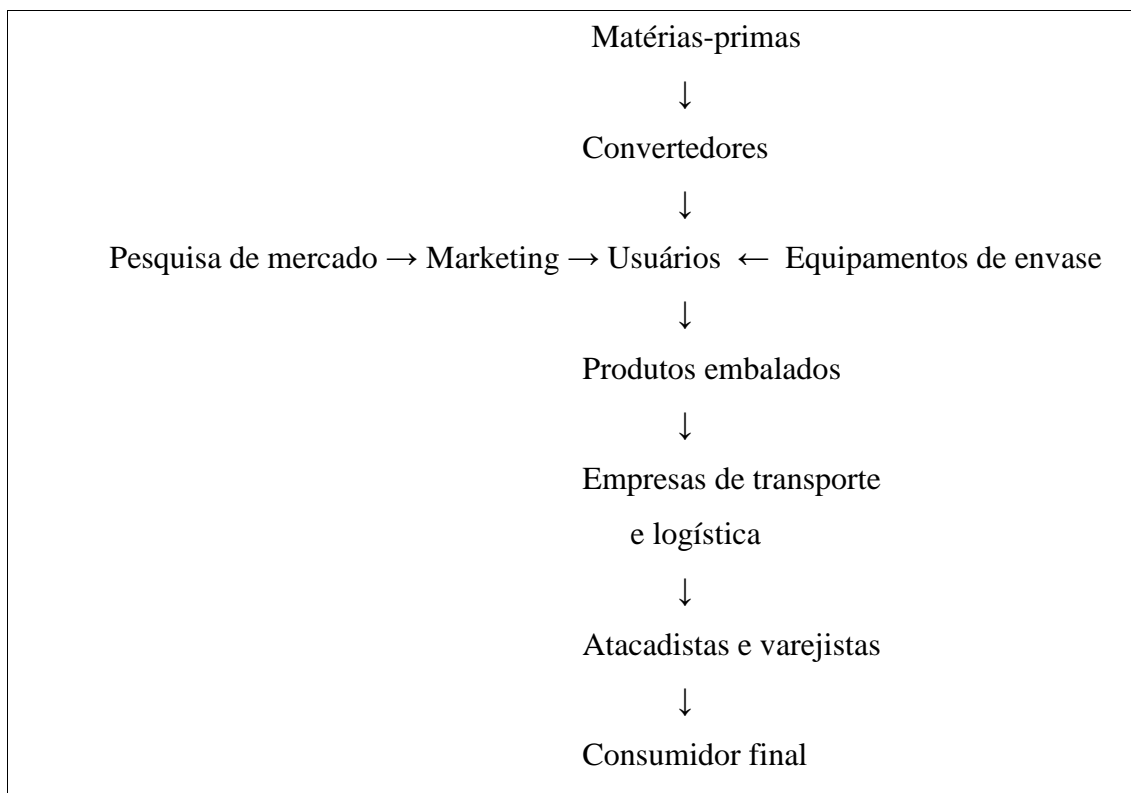 Matérias-primas
↓
Convertedores
↓
Pesquisa de mercado → Marketing → Usuários ← Equipamentos de envase
↓
Produtos embalados
↓
Empresas de transporte
e logística
↓
Atacadistas e varejistas
↓
Consumidor final